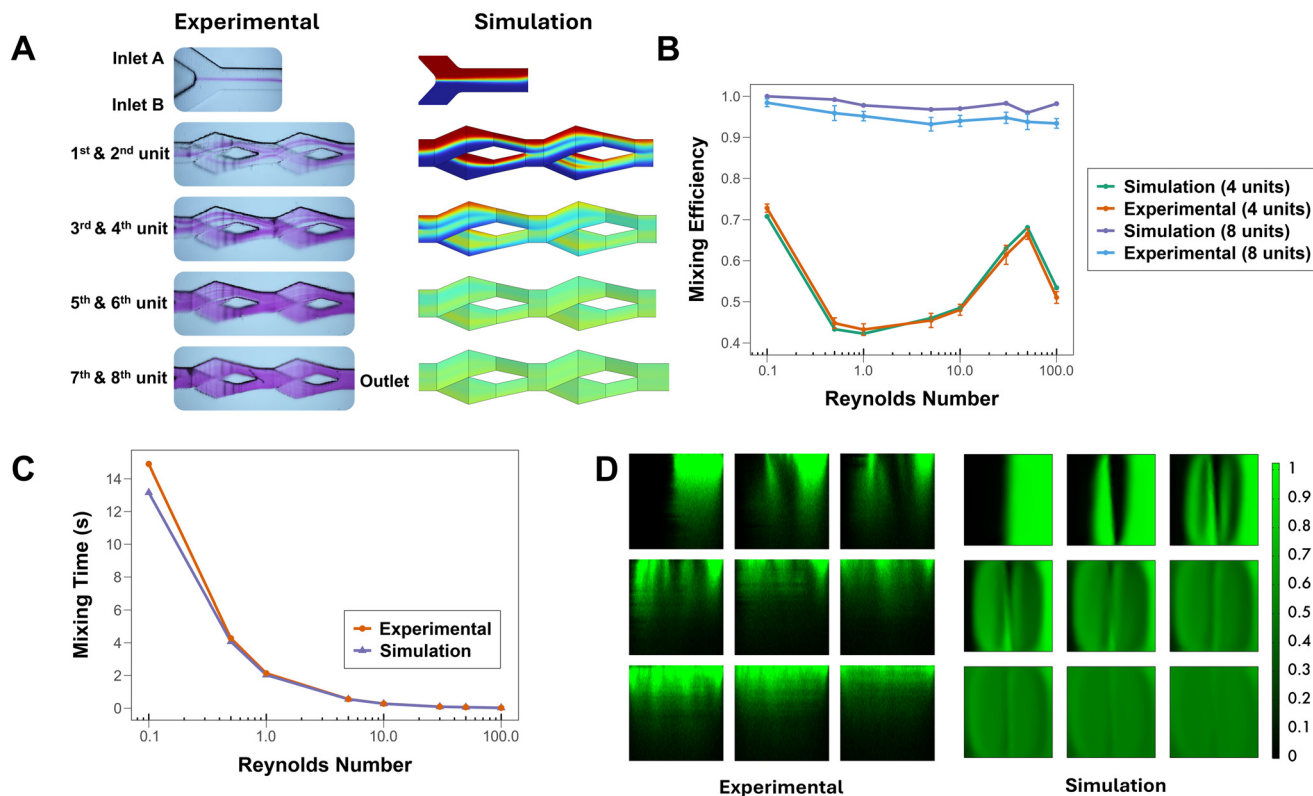 Experimental
Simulation
A
Inlet A
Inlet B
1st & 2nd unit
3rd & 4th unit
5th & 6th unit
7th & 8th unit
Outlet
B
Mixing Efficiency
1.0
0.9
0.8
0.7
0.6
0.5
0.4
0.1
1.0
10.0
100.0
Reynolds Number
Simulation (4 units)
Experimental (4 units)
Simulation (8 units)
Experimental (8 units)
C
Mixing Time (s)
14
12
10
8
6
4
2
0
0.1
1.0
10.0
100.0
Reynolds Number
Experimental
Simulation
D
1
0.9
0.8
0.7
0.6
0.5
0.4
0.3
0.2
0.1
0
Experimental
Simulation